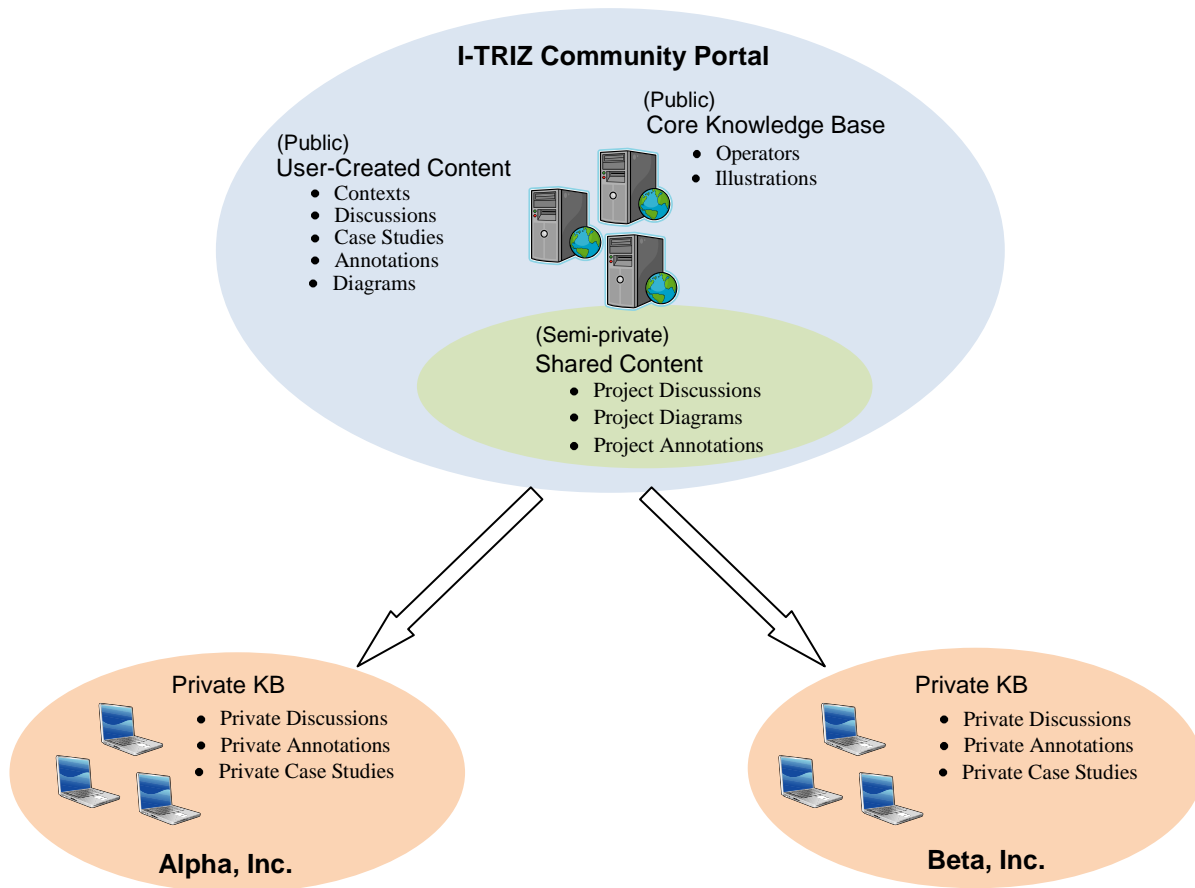 I-TRIZ Community Portal
(Public)
Core Knowledge Base
• Operators
• Illustrations
(Public)
User-Created Content
• Contexts
• Discussions
• Case Studies
• Annotations
• Diagrams
(Semi-private)
Shared Content
• Project Discussions
• Project Diagrams
• Project Annotations
Private KB
• Private Discussions
• Private Annotations
• Private Case Studies
Alpha, Inc.
Private KB
• Private Discussions
• Private Annotations
• Private Case Studies
Beta, Inc.